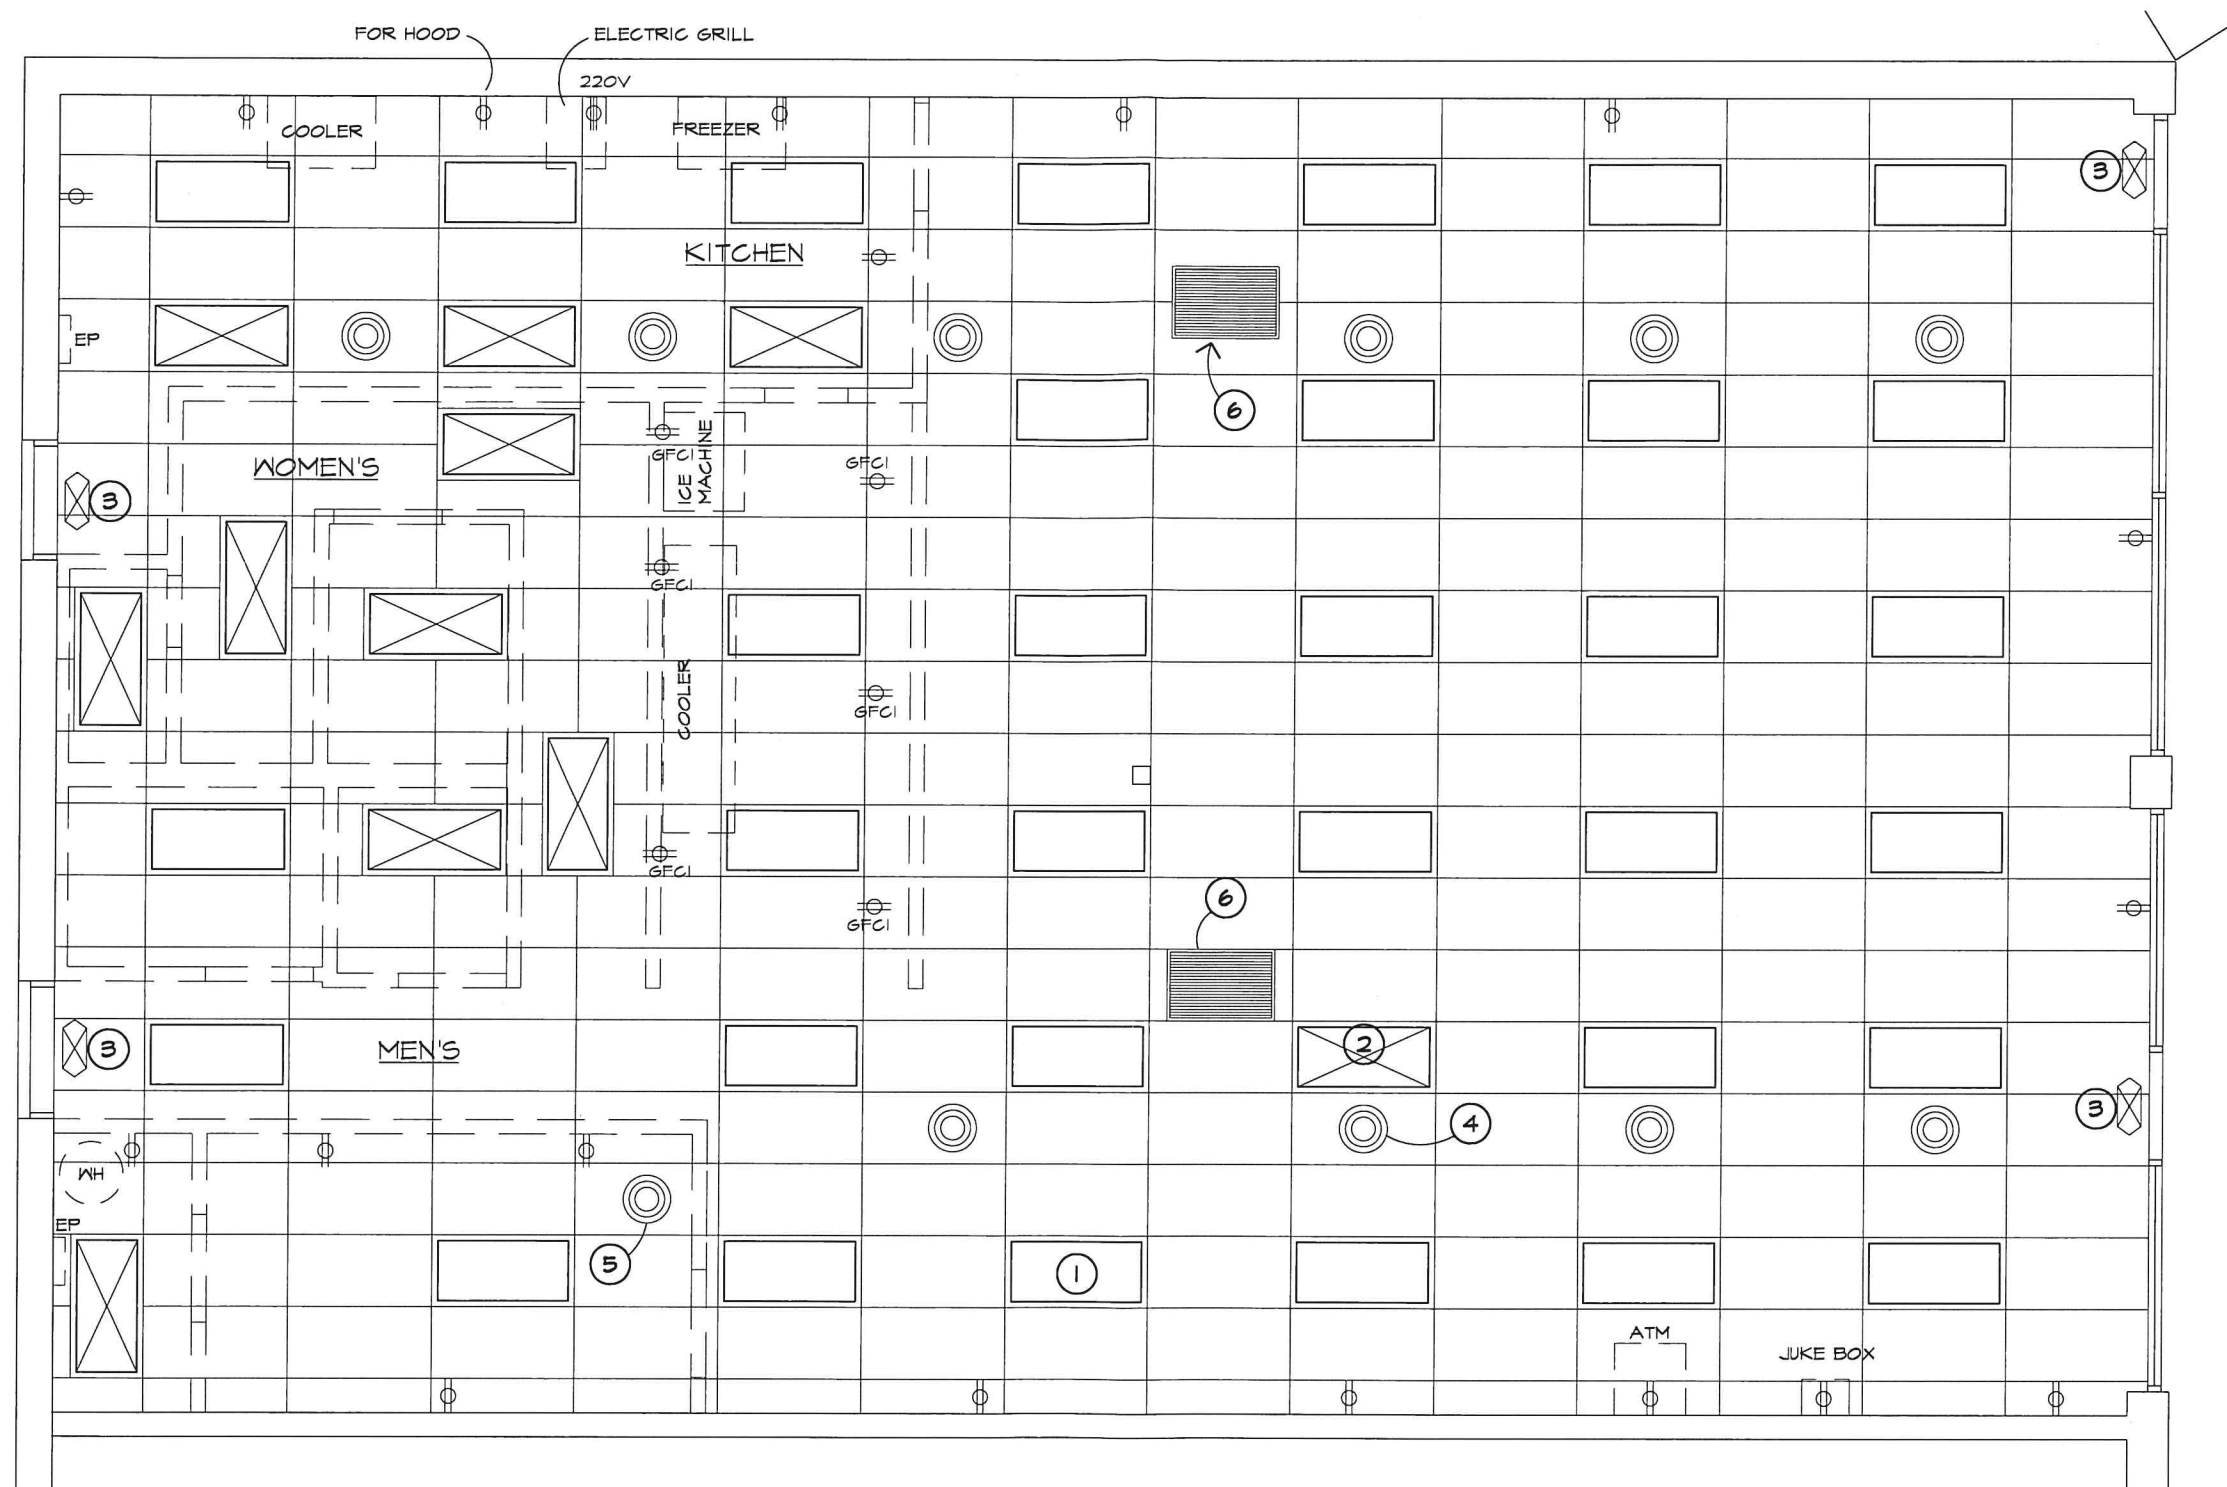 FOR HOOD
ELECTRIC GRILL
220V
COOLER
FREEZER
3
KITCHEN
EP
6
GFCI
ICE
MACHINE
GFCI
WOMEN'S
3
GFCI
COOLER
GFCI
GFCI
6
GFCI
MEN'S
3
2
3
4
WH
EP
5
1
ATM
JUKE BOX